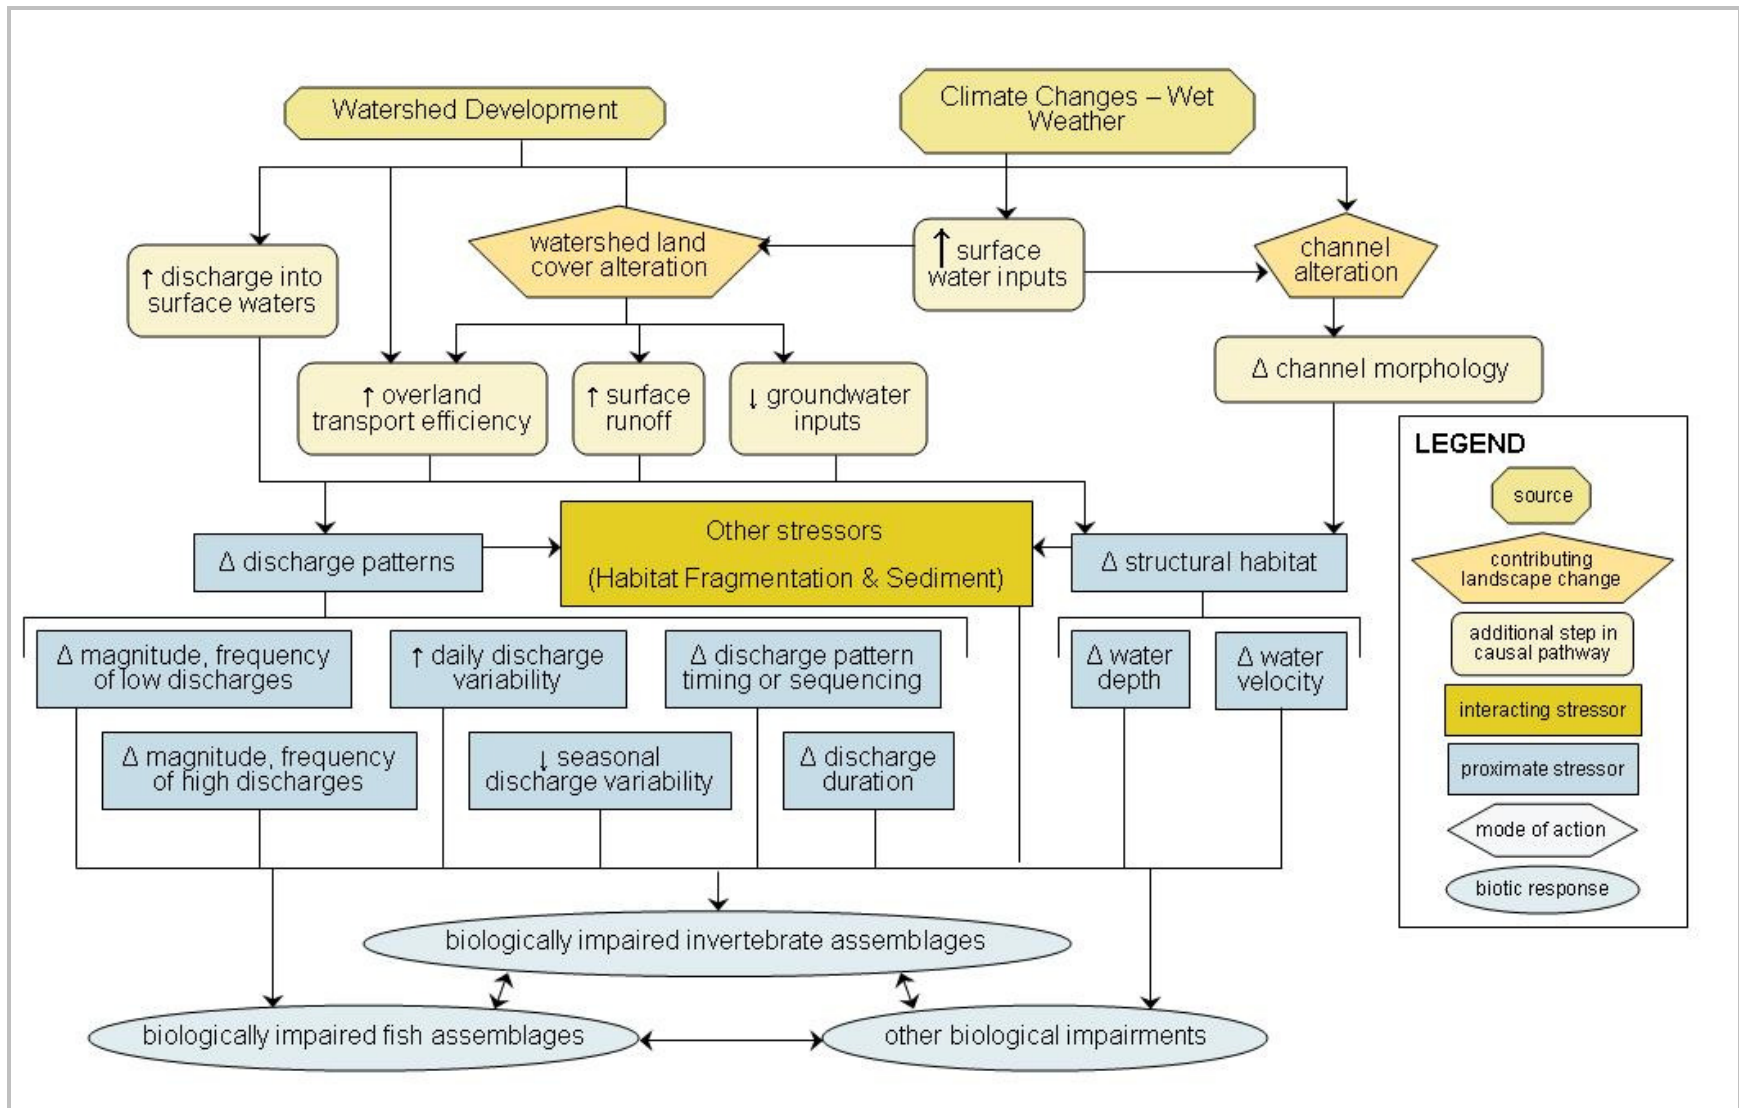 Watershed Development
Climate Changes – Wet
Weather
watershed land
cover alteration
↑ surface
water inputs
channel
alteration
↑ discharge into
surface waters
Δ channel morphology
↑ overland
transport efficiency
↑ surface
runoff
↓ groundwater
inputs
LEGEND
source
contributing
landscape change
additional step in
causal pathway
interacting stressor
proximate stressor
mode of action
biotic response
Δ discharge patterns
Other stressors
(Habitat Fragmentation & Sediment)
Δ structural habitat
Δ magnitude, frequency
of low discharges
↑ daily discharge
variability
Δ discharge pattern
timing or sequencing
Δ water
depth
Δ water
velocity
Δ magnitude, frequency
of high discharges
↓ seasonal
discharge variability
Δ discharge
duration
biologically impaired invertebrate assemblages
biologically impaired fish assemblages
other biological impairments